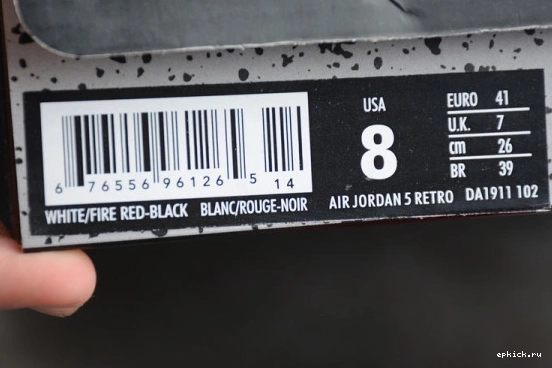 6 76556 96126 5 14
WHITE/FIRE RED-BLACK BLANC/ROUGE-NOIR
USA
8
EURO 41
U.K. 7
cm 26
BR 39
AIR JORDAN 5 RETRO DA1911 102
epkick.ru